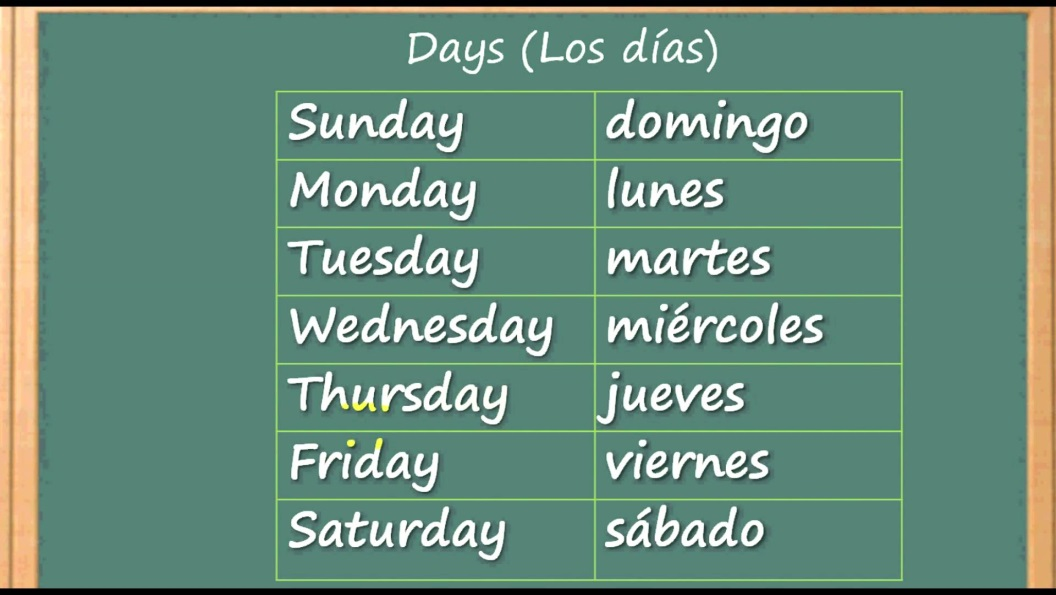 Days (Los días)
Sunday domingo
Monday lunes
Tuesday martes
Wednesday miércoles
Thursday jueves
Friday viernes
Saturday sábado